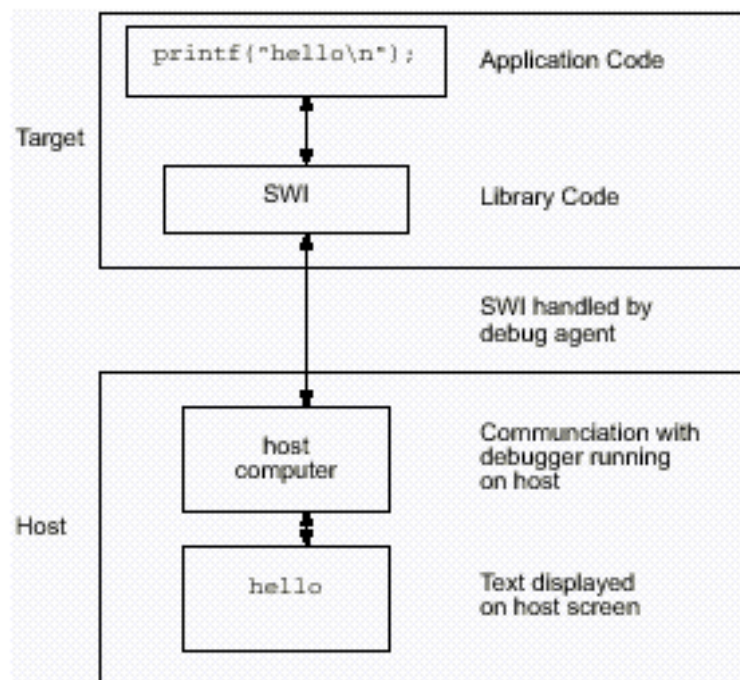 printf("hello\n");
Application Code
Target
SWI
Library Code
SWI handled by
debug agent
host
computer
Communciation with
debugger running
on host
Host
hello
Text displayed
on host screen